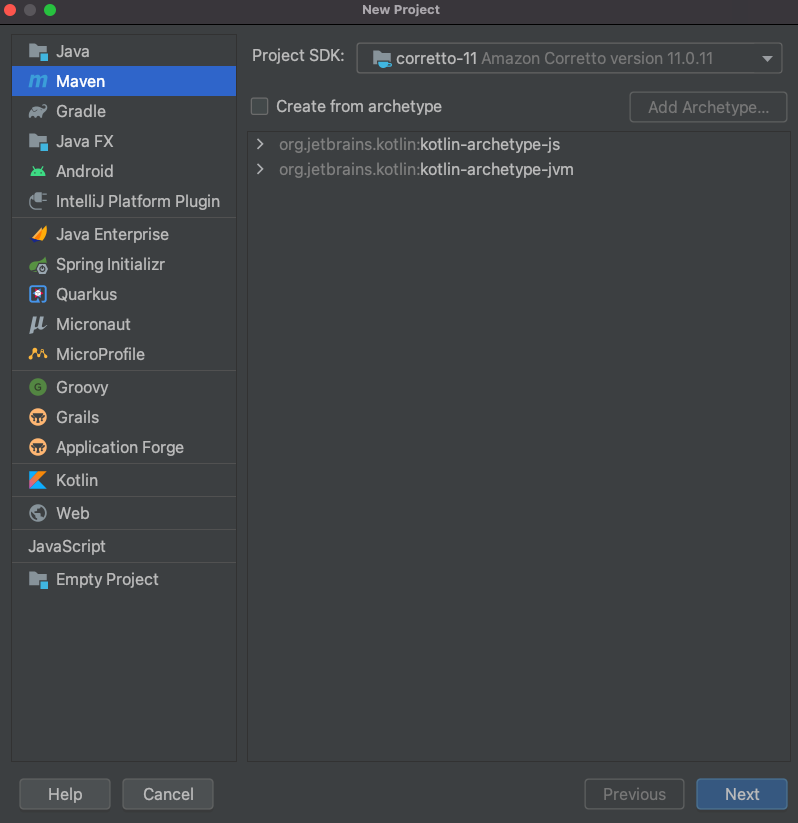 New Project
Java
Maven
Gradle
Java FX
Android
IntelliJ Platform Plugin
Java Enterprise
Spring Initializr
Quarkus
Micronaut
MicroProfile
Groovy
Grails
Application Forge
Kotlin
Web
JavaScript
Empty Project
Project SDK: corretto-11 Amazon Corretto version 11.0.11
Create from archetype Add Archetype...
org.jetbrains.kotlin:kotlin-archetype-js
org.jetbrains.kotlin:kotlin-archetype-jvm
Help Cancel Previous Next